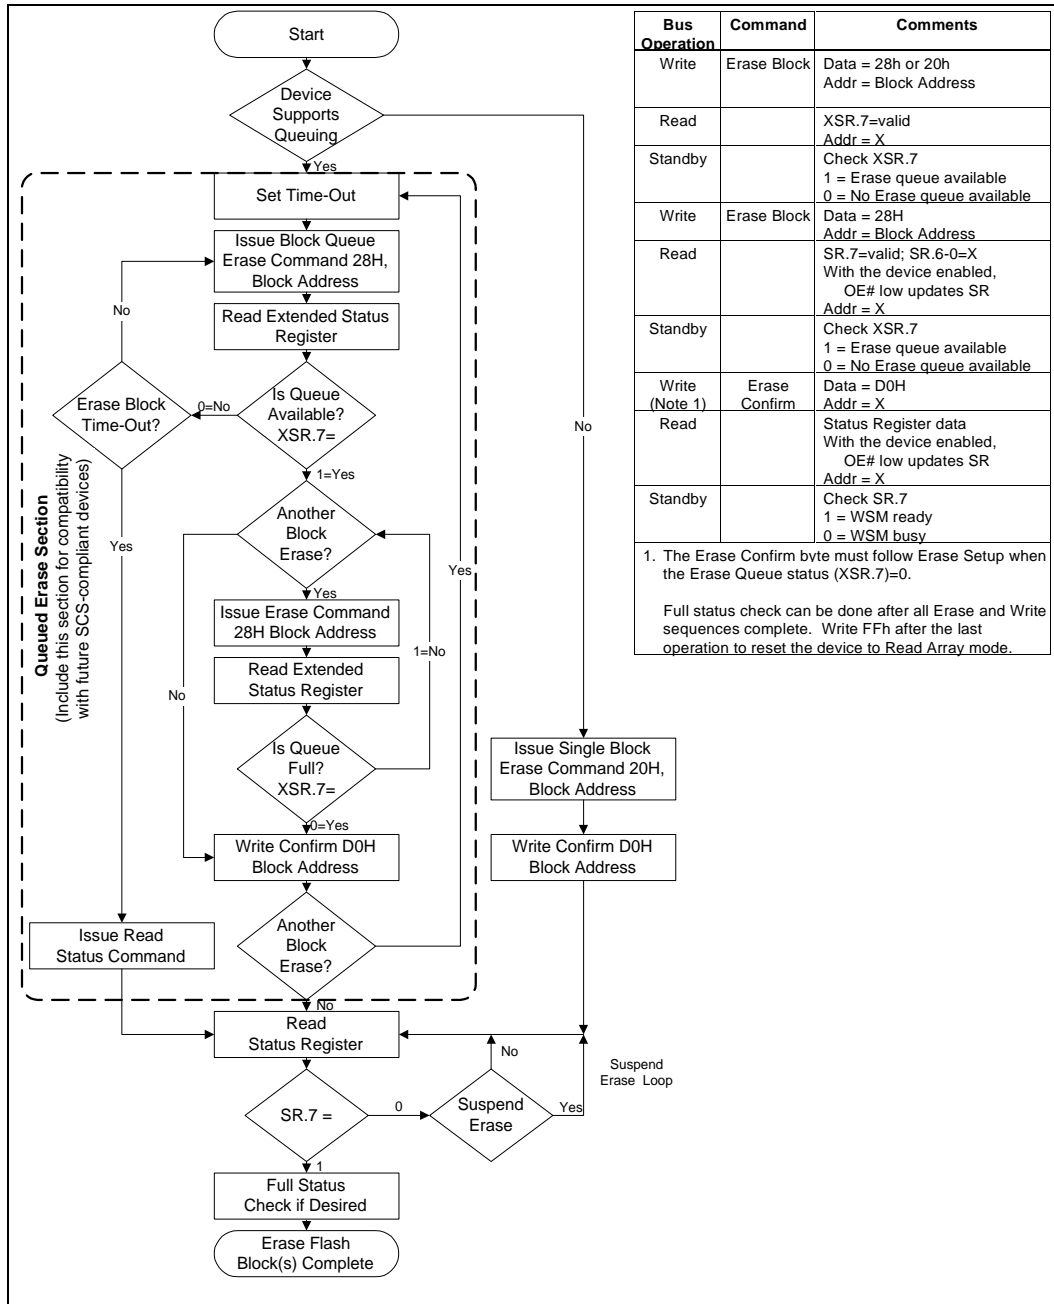 Start
Device
Supports
Queuing
Yes
Set Time-Out
Issue Block Queue
Erase Command 28H,
Block Address
No
Read Extended Status
Register
Is Queue
Available?
XSR.7=
0=No
Erase Block
Time-Out?
1=Yes
Another
Block
Erase?
Yes
No
Yes
Yes
Issue Erase Command
28H Block Address
1=No
Read Extended
Status Register
No
Is Queue
Full?
XSR.7=
0=Yes
Write Confirm D0H
Block Address
Another
Block
Erase?
Issue Read
Status Command
Queued Erase Section
(Include this section for compatibility
with future SCS-compliant devices)
Issue Single Block
Erase Command 20H,
Block Address
Write Confirm D0H
Block Address
No
Read
Status Register
No
Suspend
Erase Loop
SR.7 =
0
Suspend
Erase
Yes
1
Full Status
Check if Desired
Erase Flash
Block(s) Complete
Bus Operation Command Comments
Write Erase Block Data = 28h or 20h
Addr = Block Address
Read XSR.7=valid
Addr = X
Standby Check XSR.7
1 = Erase queue available
0 = No Erase queue available
Write Erase Block Data = 28H
Addr = Block Address
Read SR.7=valid; SR.6-0=X
With the device enabled,
OE# low updates SR
Addr = X
Standby Check XSR.7
1 = Erase queue available
0 = No Erase queue available
Write Erase Data = D0H
(Note 1) Confirm Addr = X
Read Status Register data
With the device enabled,
OE# low updates SR
Addr = X
Standby Check SR.7
1 = WSM ready
0 = WSM busy
1. The Erase Confirm byte must follow Erase Setup when
the Erase Queue status (XSR.7)=0.
Full status check can be done after all Erase and Write
sequences complete. Write FFh after the last
operation to reset the device to Read Array mode.